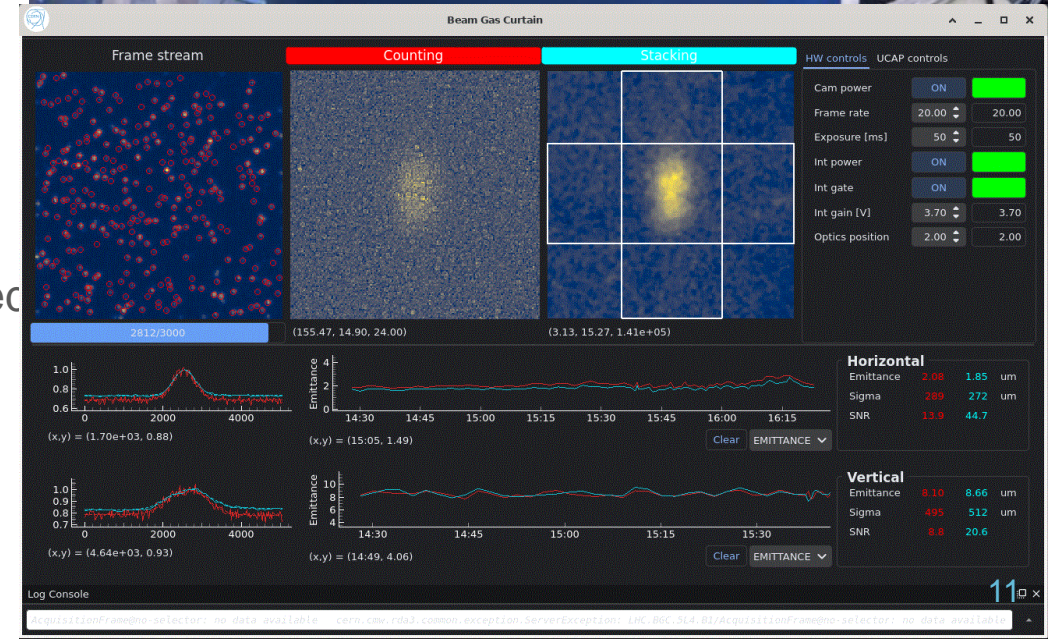 Beam Gas Curtain
Frame stream
Counting
Stacking
HW controls UCAP controls
Cam power ON
Frame rate 20.00 20.00
Exposure [ms] 50 50
Int power ON
Int gate ON
Int gain [V] 3.70 3.70
Optics position 2.00 2.00
2812/3000
(155.47, 14.90, 24.00)
(3.13, 15.27, 1.41e+05)
1.0
0.8
0.6
0 2000 4000
(x,y) = (1.70e+03, 0.88)
Emittance
4
2
0
14:30 14:45 15:00 15:15 15:30 15:45 16:00 16:15
(x,y) = (15:05, 1.49)
Clear EMITTANCE
Horizontal
Emittance 2.08 1.85 um
Sigma 289 272 um
SNR 13.9 44.7
1.0
0.9
0.8
0.7
0 2000 4000
(x,y) = (4.64e+03, 0.93)
Emittance
10
8
6
4
14:30 14:45 15:00 15:15 15:30
(x,y) = (14:49, 4.06)
Clear EMITTANCE
Vertical
Emittance 8.10 8.66 um
Sigma 495 512 um
SNR 8.8 20.6
11
Log Console
AcquisitionFrame@no-selector: no data available cern.cmw.rda3.common.exception.ServerException: LHC.BGC.5L4.B1/AcquisitionFrame@no-selector: no data available